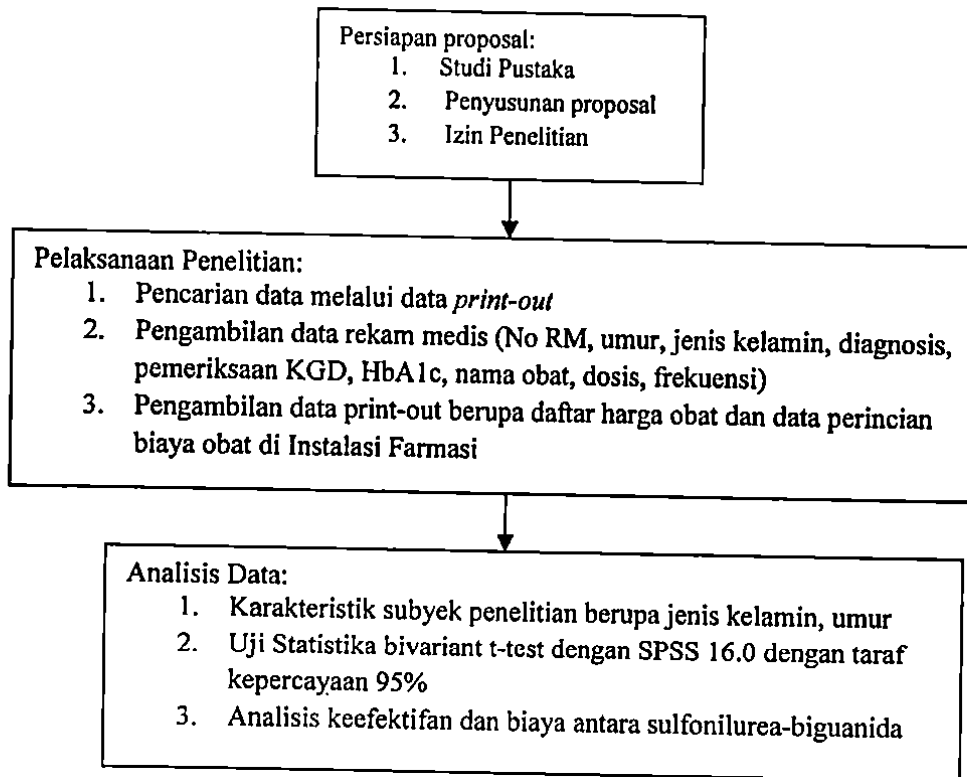 Persiapan proposal:
1. Studi Pustaka
2. Penyusunan proposal
3. Izin Penelitian
Pelaksanaan Penelitian:
1. Pencarian data melalui data print-out
2. Pengambilan data rekam medis (No RM, umur, jenis kelamin, diagnosis,
pemeriksaan KGD, HbA1c, nama obat, dosis, frekuensi)
3. Pengambilan data print-out berupa daftar harga obat dan data perincian
biaya obat di Instalasi Farmasi
Analisis Data:
1. Karakteristik subyek penelitian berupa jenis kelamin, umur
2. Uji Statistika bivariant t-test dengan SPSS 16.0 dengan taraf
kepercayaan 95%
3. Analisis keefektifan dan biaya antara sulfonilurea-biguanida